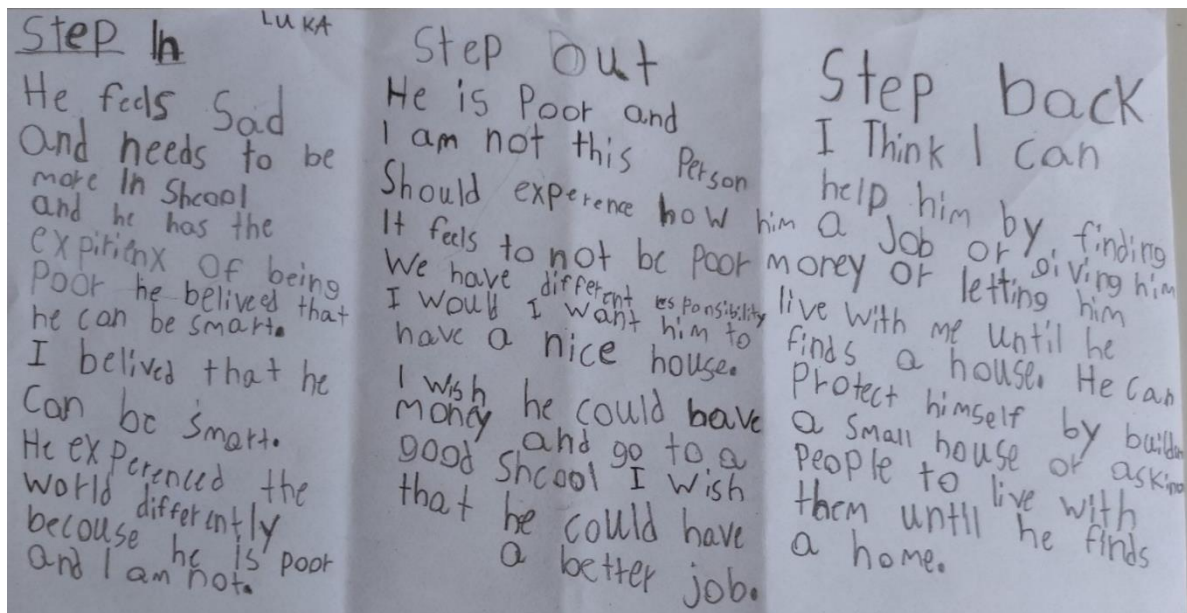 LUKA
Step In
He feels Sad
and needs to be
more In Shcool
and he has the
expirienx of being
Poor he beliveed that
he can be smart.
I belived that he
Can be smart.
He experenced the
world differently
becouse he is poor
and I am not.
Step out
He is Poor and
I am not this Person
Should experence how
It feels to not be Poor
We have different responsibility
I would I want him to
have a nice house.
I wish he could have
money and go to a
good Shcool I wish
that he could have
a better job.
Step back
I Think I can
help him by finding
him a Job or giving him
money or letting him
live with me until he
finds a house. He can
Protect himself by buildin
a small house or asking
People to live with
them until he finds
a home.